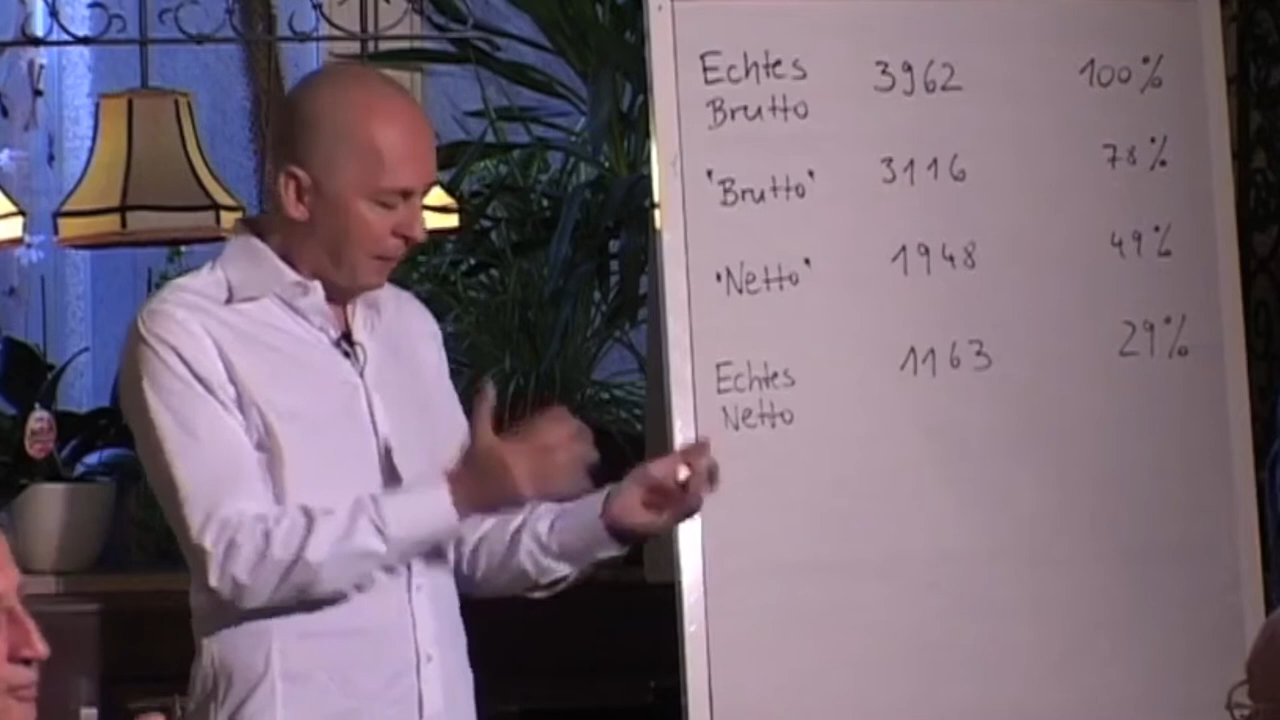 Echtes 3962 100%
Brutto
"Brutto" 3116 78%
"Netto" 1948 49%
Echtes 1163 29%
Netto